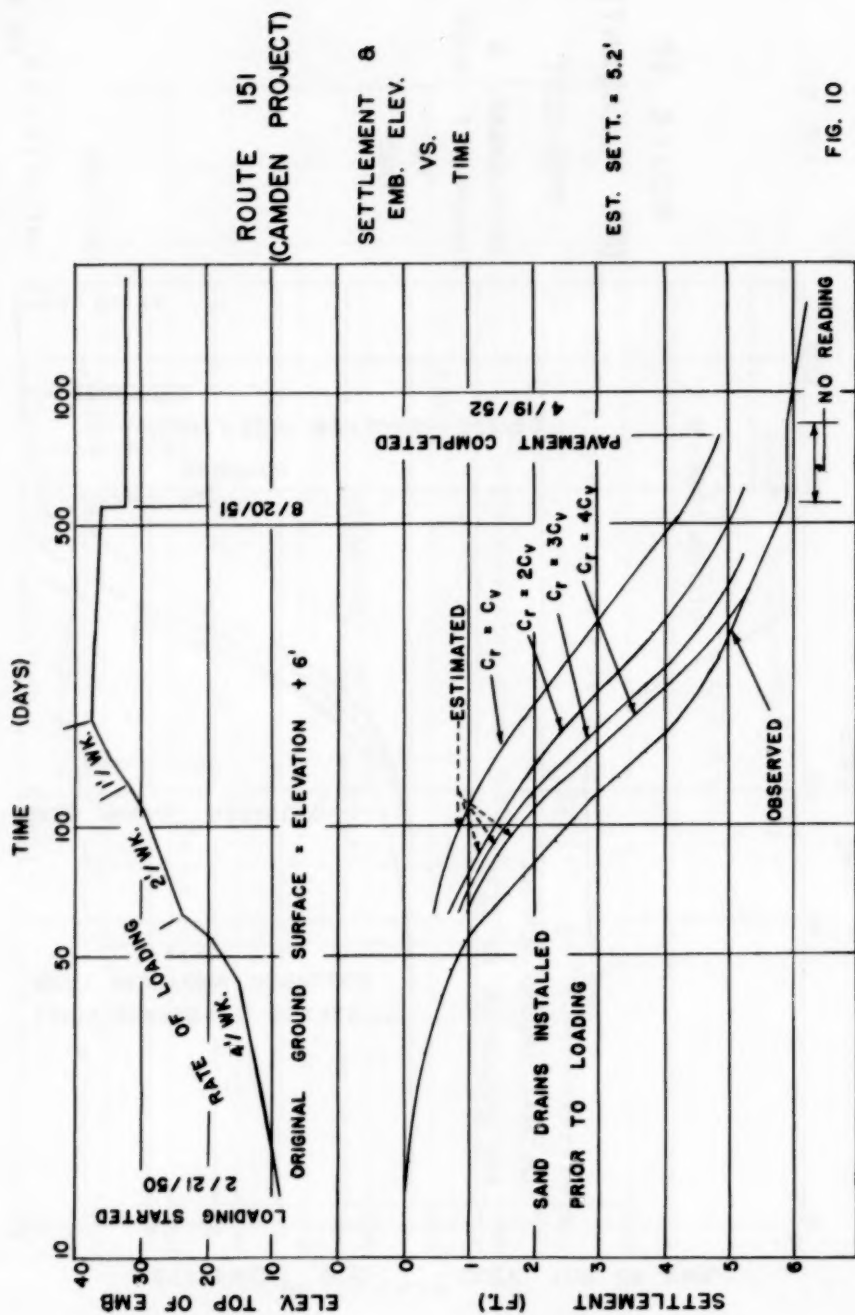 TIME (DAYS)
10
50
100
500
1000
40
30
20
10
0
ELEV. TOP OF EMB
LOADING STARTED
2/21/50
RATE OF LOADING
4'/WK.
2'/WK.
1'/WK.
8/20/51
ORIGINAL GROUND SURFACE = ELEVATION + 6'
0
1
2
3
4
5
6
SETTLEMENT (FT.)
ESTIMATED
Cr = Cv
Cr = 2Cv
Cr = 3Cv
Cr = 4Cv
PAVEMENT COMPLETED
4/19/52
SAND DRAINS INSTALLED
PRIOR TO LOADING
OBSERVED
NO READING
ROUTE 151
(CAMDEN PROJECT)
SETTLEMENT &
EMB. ELEV.
VS.
TIME
EST. SETT. = 5.2'
FIG. 10